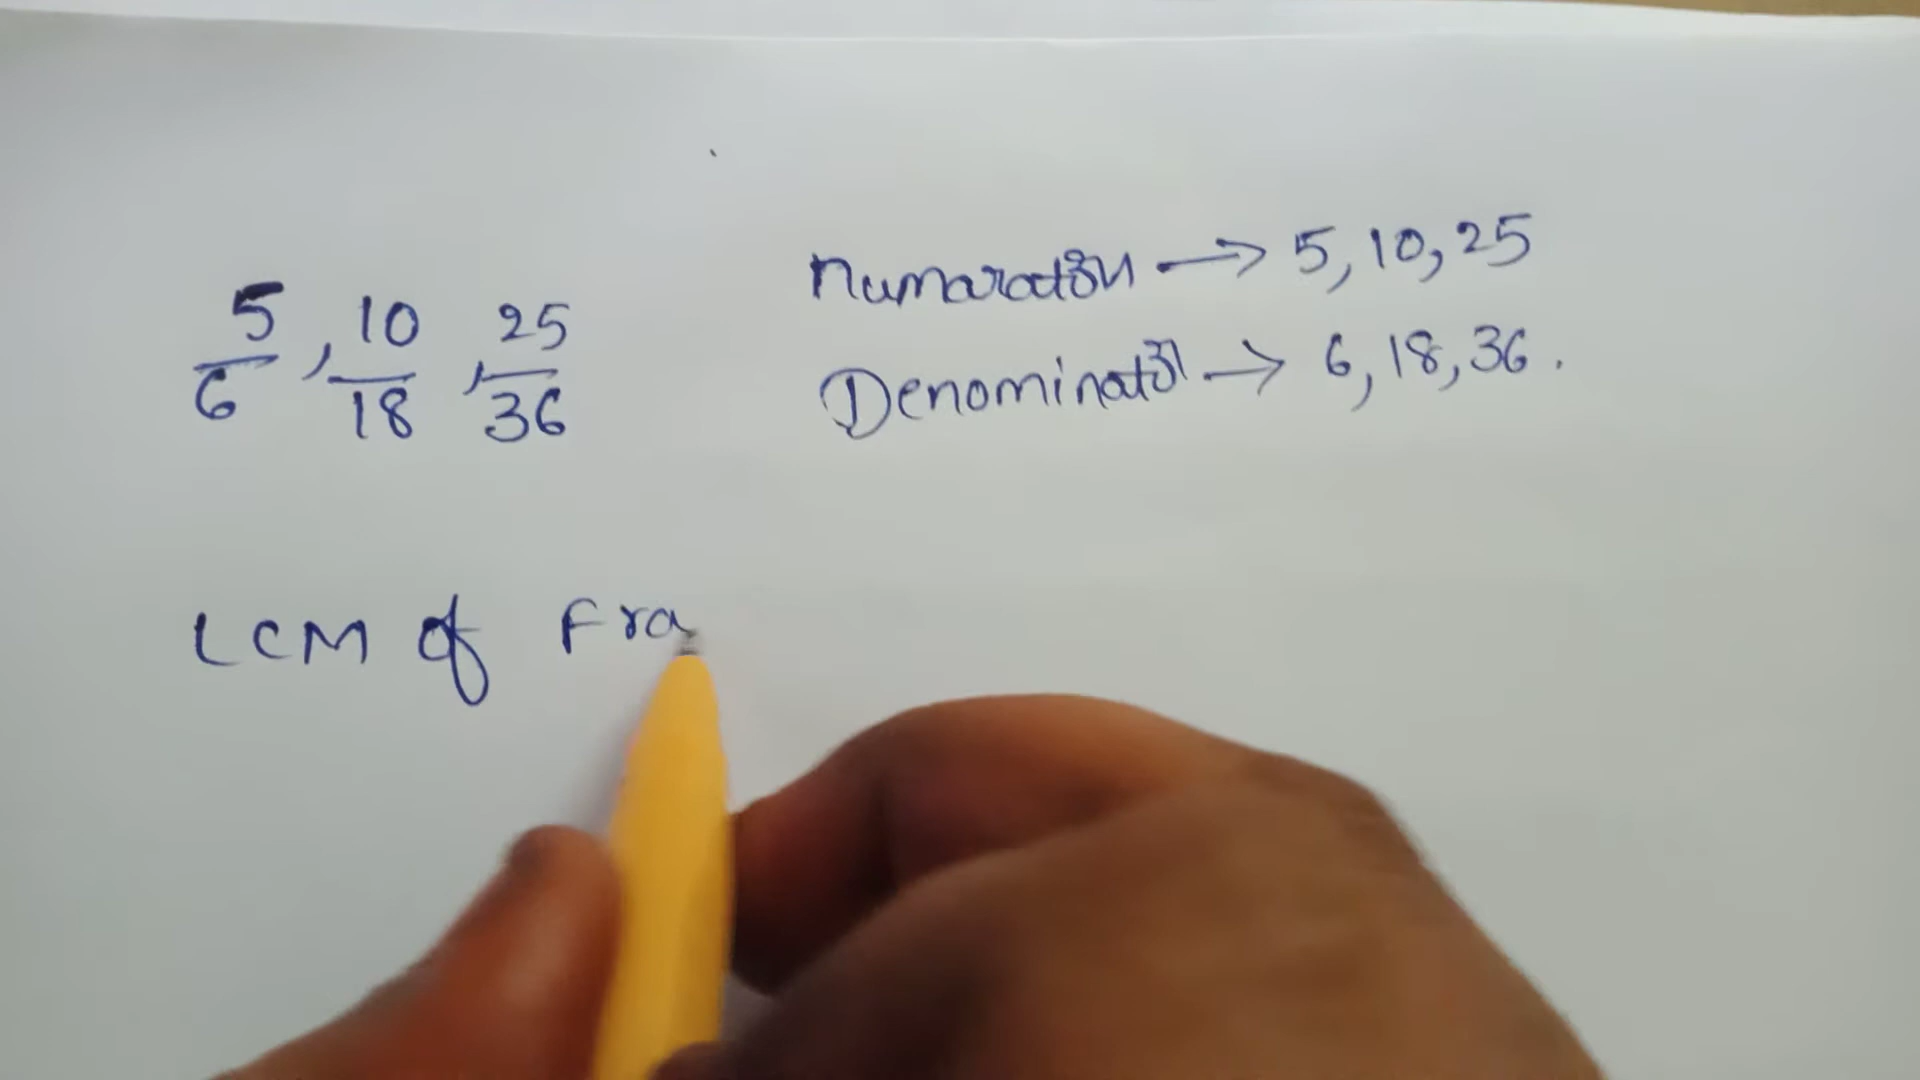 5/6, 10/18, 25/36
Numarator → 5, 10, 25
Denominator → 6, 18, 36.
LCM of Fra